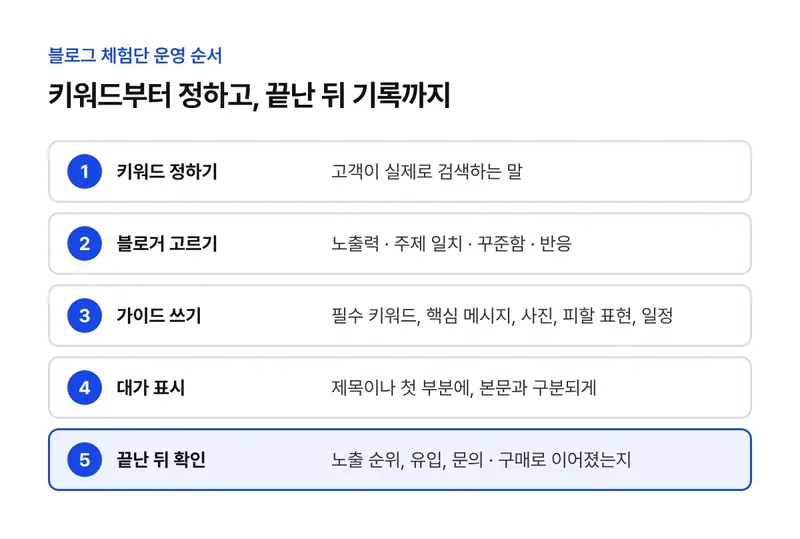 블로그 체험단 운영 순서
키워드부터 정하고, 끝난 뒤 기록까지
1 키워드 정하기 고객이 실제로 검색하는 말
2 블로거 고르기 노출력 · 주제 일치 · 꾸준함 · 반응
3 가이드 쓰기 필수 키워드, 핵심 메시지, 사진, 피할 표현, 일정
4 대가 표시 제목이나 첫 부분에, 본문과 구분되게
5 끝난 뒤 확인 노출 순위, 유입, 문의 · 구매로 이어졌는지